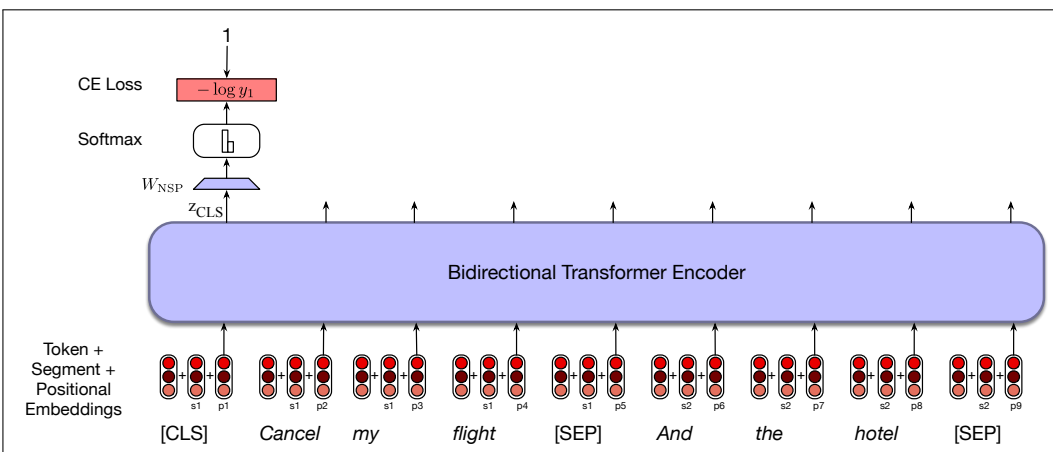 1
CE Loss
− log y₁
Softmax
W_NSP
z_CLS
Bidirectional Transformer Encoder
Token +
Segment +
Positional
Embeddings
+ + + + + + + + + + + + + + + + + +
s1 p1 s1 p2 s1 p3 s1 p4 s1 p5 s2 p6 s2 p7 s2 p8 s2 p9
[CLS] Cancel my flight [SEP] And the hotel [SEP]